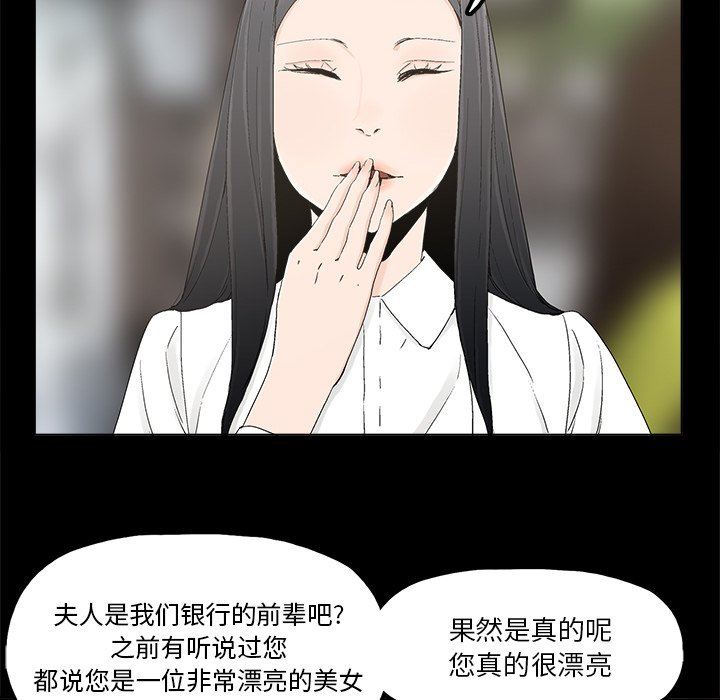 夫人是我们银行的前辈吧?
之前有听说过您
都说您是一位非常漂亮的美女
果然是真的呢
您真的很漂亮